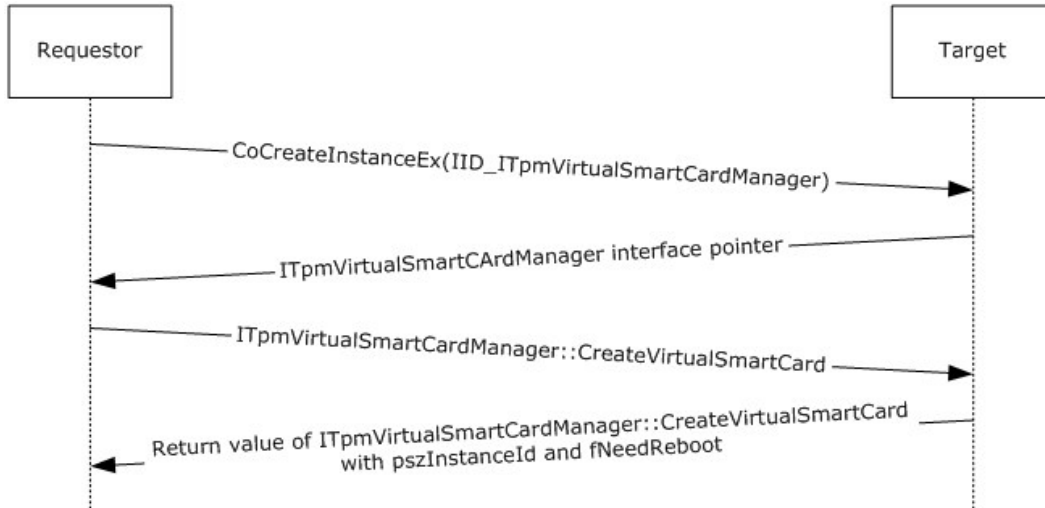 Requestor
Target
CoCreateInstanceEx(IID_ITpmVirtualSmartCardManager)
ITpmVirtualSmartCArdManager interface pointer
ITpmVirtualSmartCardManager::CreateVirtualSmartCard
Return value of ITpmVirtualSmartCardManager::CreateVirtualSmartCard
with pszInstanceId and fNeedReboot